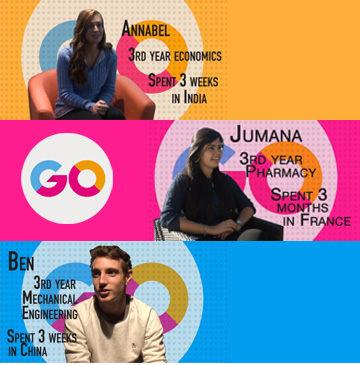 Annabel
3rd year economics
Spent 3 weeks
in India
GO
Jumana
3rd year
Pharmacy
Spent 3
months
in France
Ben
3rd year
Mechanical
Engineering
Spent 3 weeks
in China